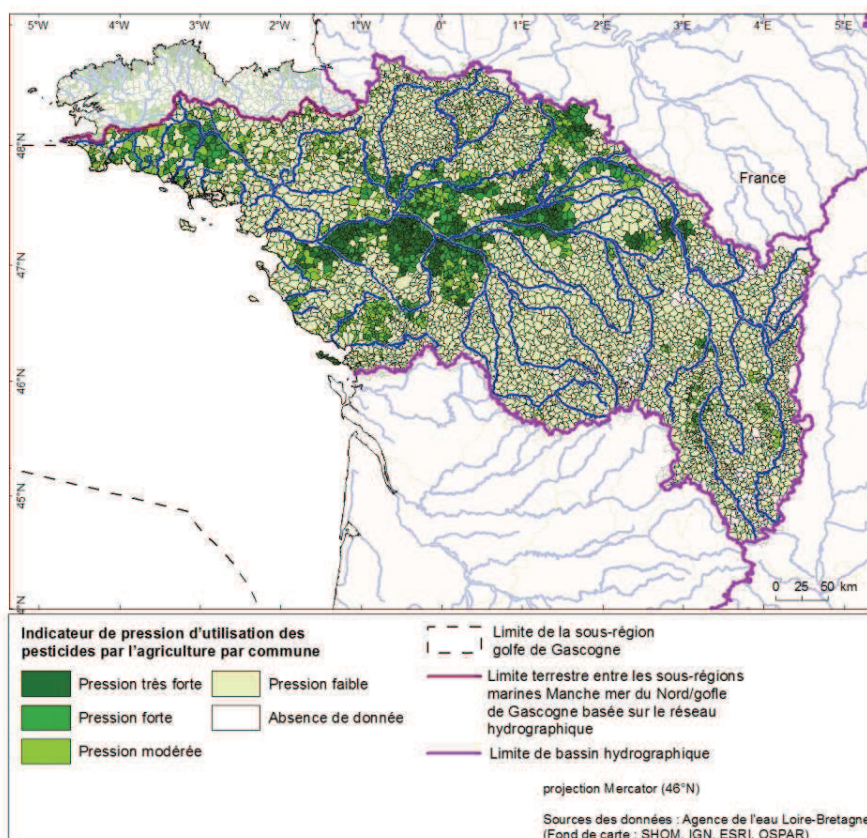 5°W 4°W 3°W 2°W 1°W 0° 1°E 2°E 3°E 4°E 5°E
48°N
France
47°N
46°N
45°N
4°N
0 25 50 km
Indicateur de pression d'utilisation des
pesticides par l'agriculture par commune
Pression très forte
Pression forte
Pression modérée
Pression faible
Absence de donnée
Limite de la sous-région
golfe de Gascogne
Limite terrestre entre les sous-régions
marines Manche mer du Nord/gofle
de Gascogne basée sur le réseau
hydrographique
Limite de bassin hydrographique
projection Mercator (46°N)
Sources des données : Agence de l'eau Loire-Bretagne
(Fond de carte : SHOM, IGN, ESRI, OSPAR)